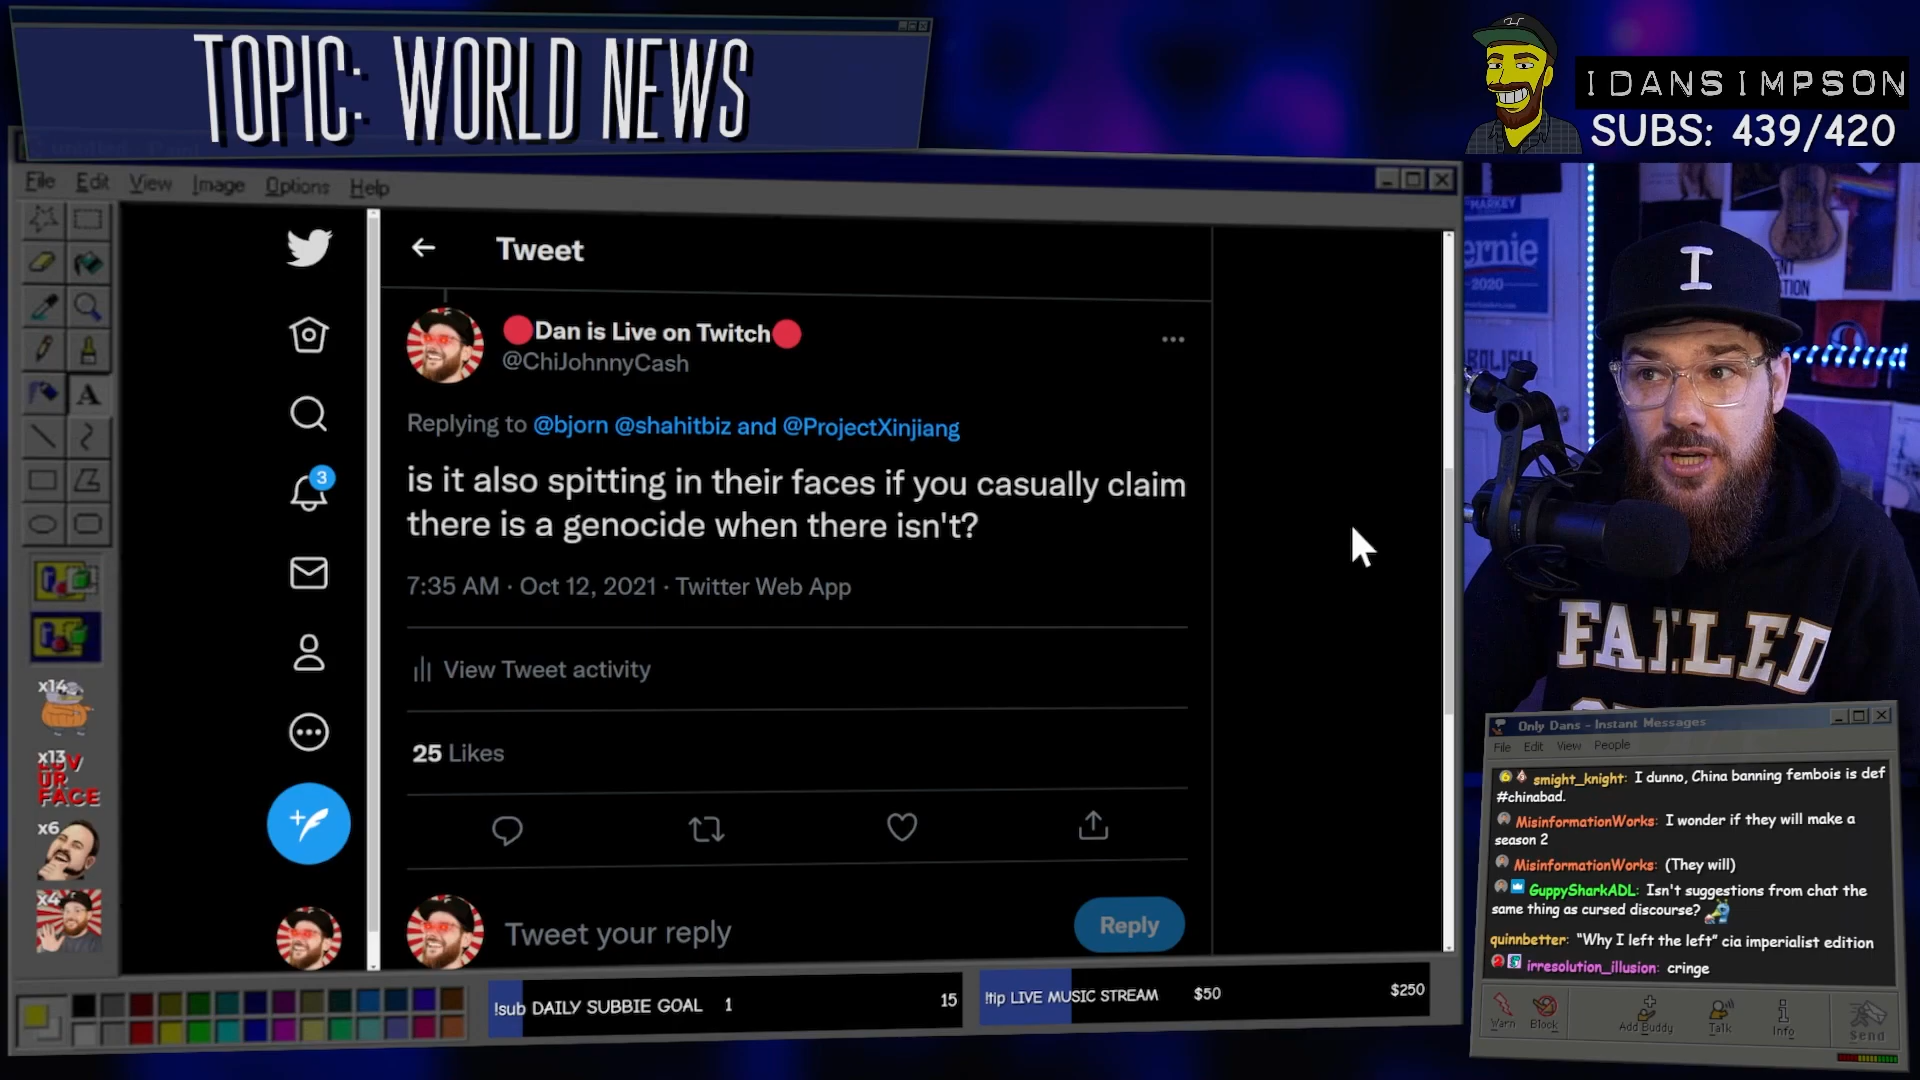 TOPIC: WORLD NEWS
I DANSIMPSON
SUBS: 439/420
File Edit View Image Options Help
Tweet
Dan is Live on Twitch
@ChiJohnnyCash
Replying to @bjorn @shahitbiz and @ProjectXinjiang
is it also spitting in their faces if you casually claim
there is a genocide when there isn't?
7:35 AM · Oct 12, 2021 · Twitter Web App
View Tweet activity
25 Likes
Tweet your reply
Reply
3
A
x14
x13
LUV
UR
FACE
x6
x4
!sub DAILY SUBBIE GOAL 1 15
!tip LIVE MUSIC STREAM $50 $250
MARKEY
ernie
2020
I
FAILED
Only Dans - Instant Messages
File Edit View People
smight_knight: I dunno, China banning fembois is def
#chinabad.
MisinformationWorks: I wonder if they will make a
season 2
MisinformationWorks: (They will)
GuppySharkADL: Isn't suggestions from chat the
same thing as cursed discourse?
quinnbetter: "Why I left the left" cia imperialist edition
irresolution_illusion: cringe
Warn Block Add Buddy Talk Info Send